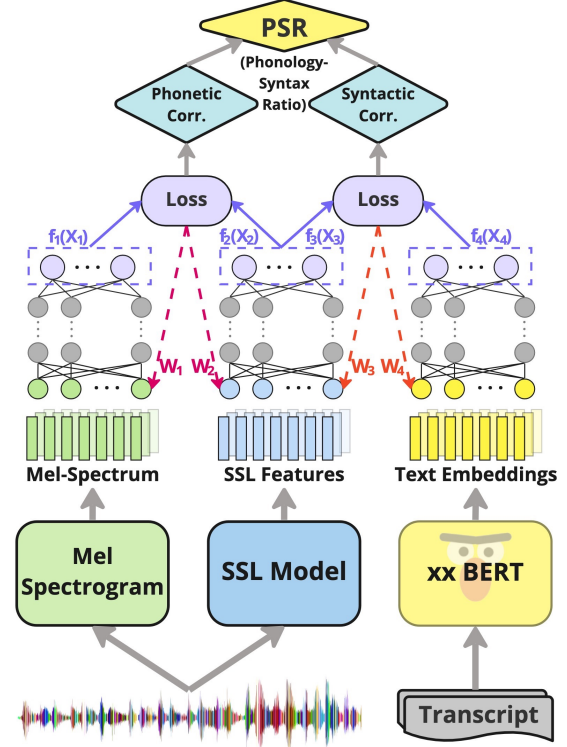 PSR
(Phonology-
Syntax
Ratio)
Phonetic
Corr.
Syntactic
Corr.
Loss
Loss
f₁(X₁)
f₂(X₂)
f₃(X₃)
f₄(X₄)
W₁
W₂
W₃
W₄
Mel-Spectrum
SSL Features
Text Embeddings
Mel
Spectrogram
SSL Model
xx BERT
Transcript